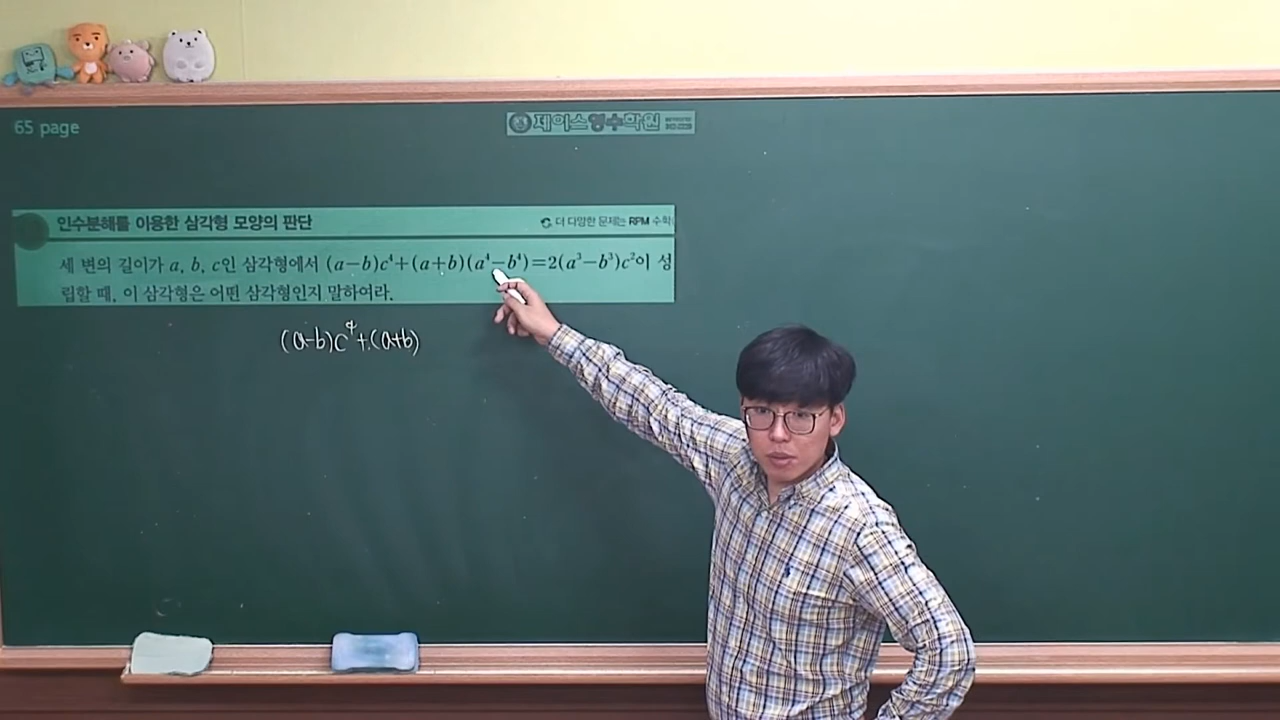 65 page
제이스영수학원
인수분해를 이용한 삼각형 모양의 판단
더 다양한 문제는 RPM 수학
세 변의 길이가 a, b, c인 삼각형에서 (a−b)c⁴+(a+b)(a⁴−b⁴)=2(a³−b³)c²이 성
립할 때, 이 삼각형은 어떤 삼각형인지 말하여라.
(a-b)c⁴+(a+b)